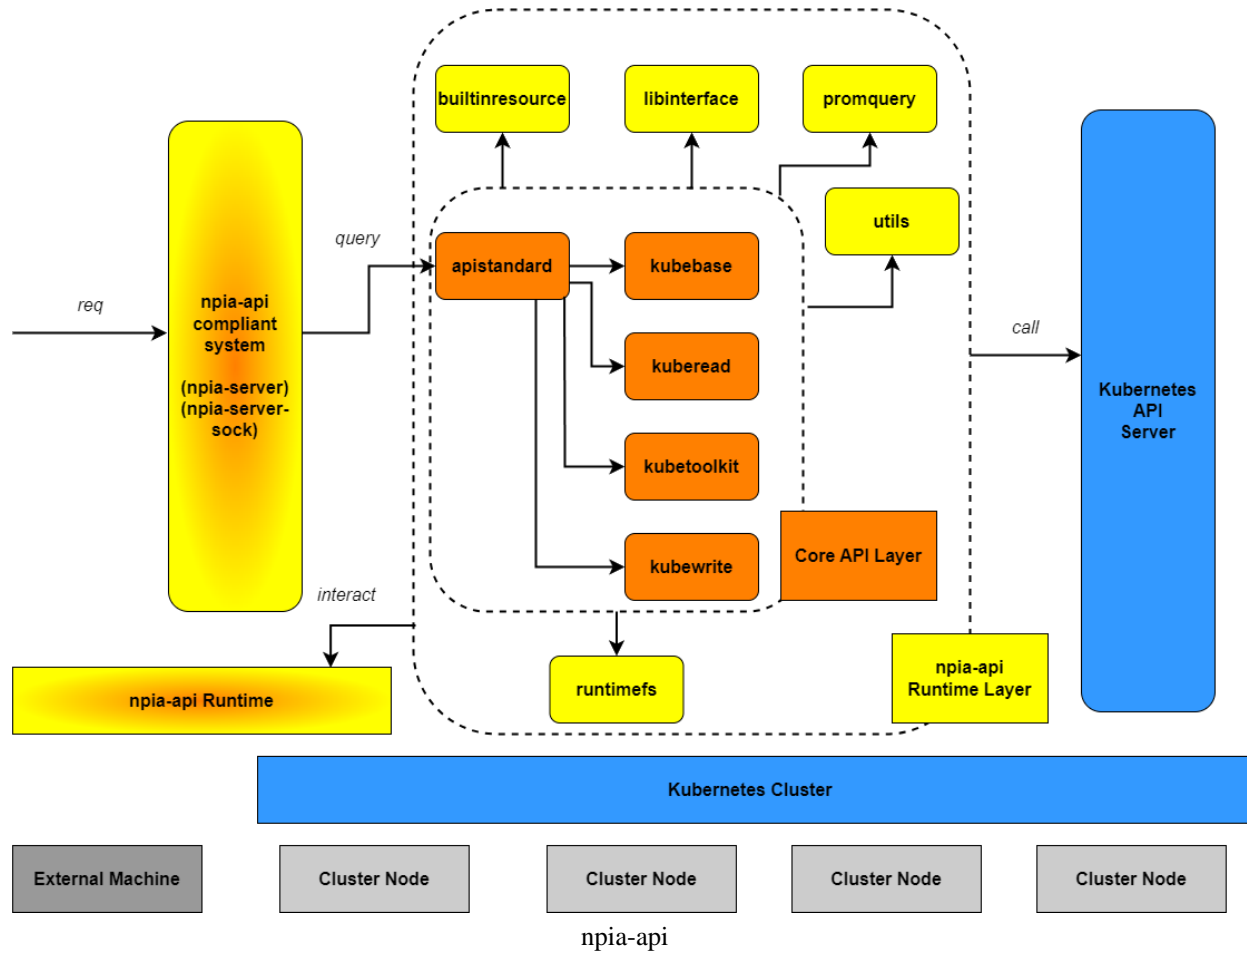 builtinresource
libinterface
promquery
utils
query
apistandard
kubebase
req
npia-api
compliant
system
(npia-server)
(npia-server-
sock)
kuberead
call
Kubernetes
API
Server
kubetoolkit
kubewrite
Core API Layer
interact
npia-api Runtime
runtimefs
npia-api
Runtime Layer
Kubernetes Cluster
External Machine
Cluster Node
Cluster Node
Cluster Node
Cluster Node
npia-api